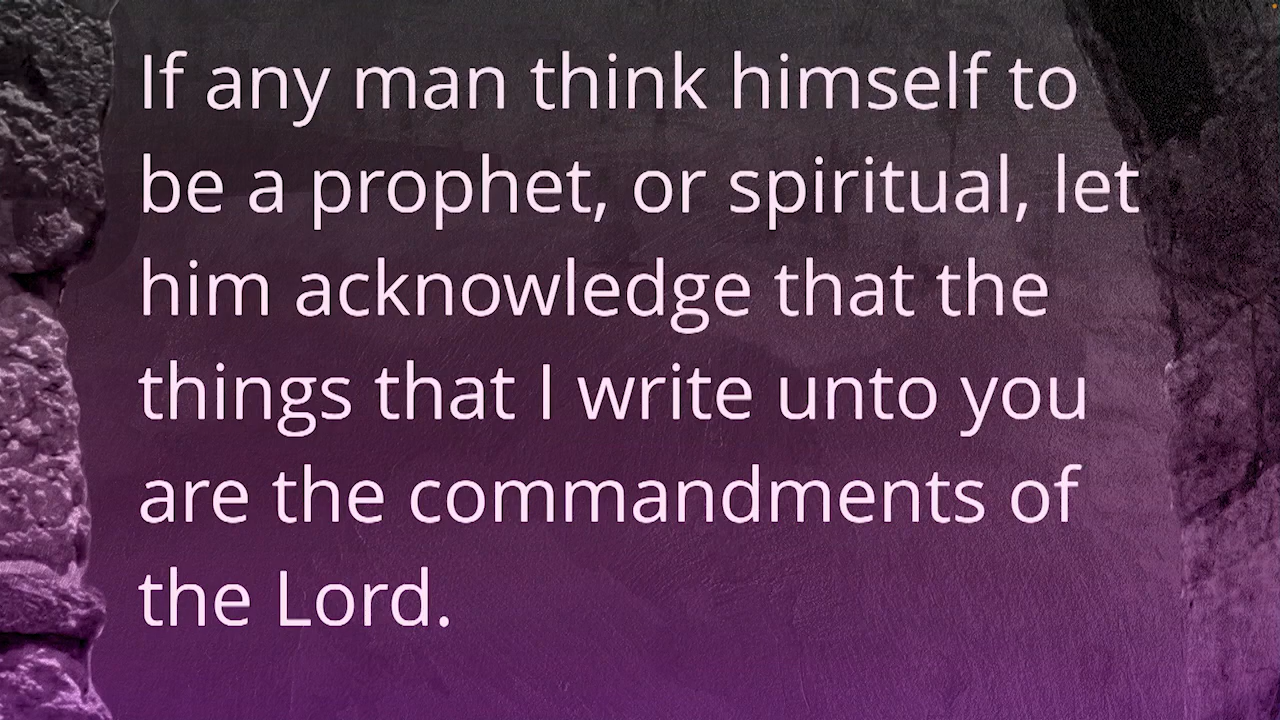 If any man think himself to
be a prophet, or spiritual, let
him acknowledge that the
things that I write unto you
are the commandments of
the Lord.